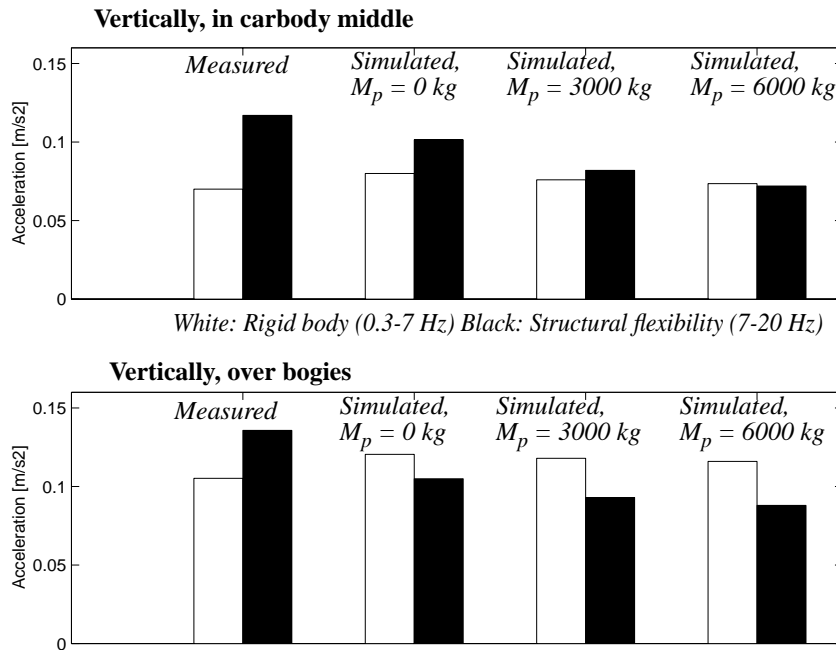 Vertically, in carbody middle
Measured
Simulated,
M_p = 0 kg
Simulated,
M_p = 3000 kg
Simulated,
M_p = 6000 kg
Acceleration [m/s2]
0.15
0.1
0.05
0
White: Rigid body (0.3-7 Hz) Black: Structural flexibility (7-20 Hz)
Vertically, over bogies
Measured
Simulated,
M_p = 0 kg
Simulated,
M_p = 3000 kg
Simulated,
M_p = 6000 kg
Acceleration [m/s2]
0.15
0.1
0.05
0